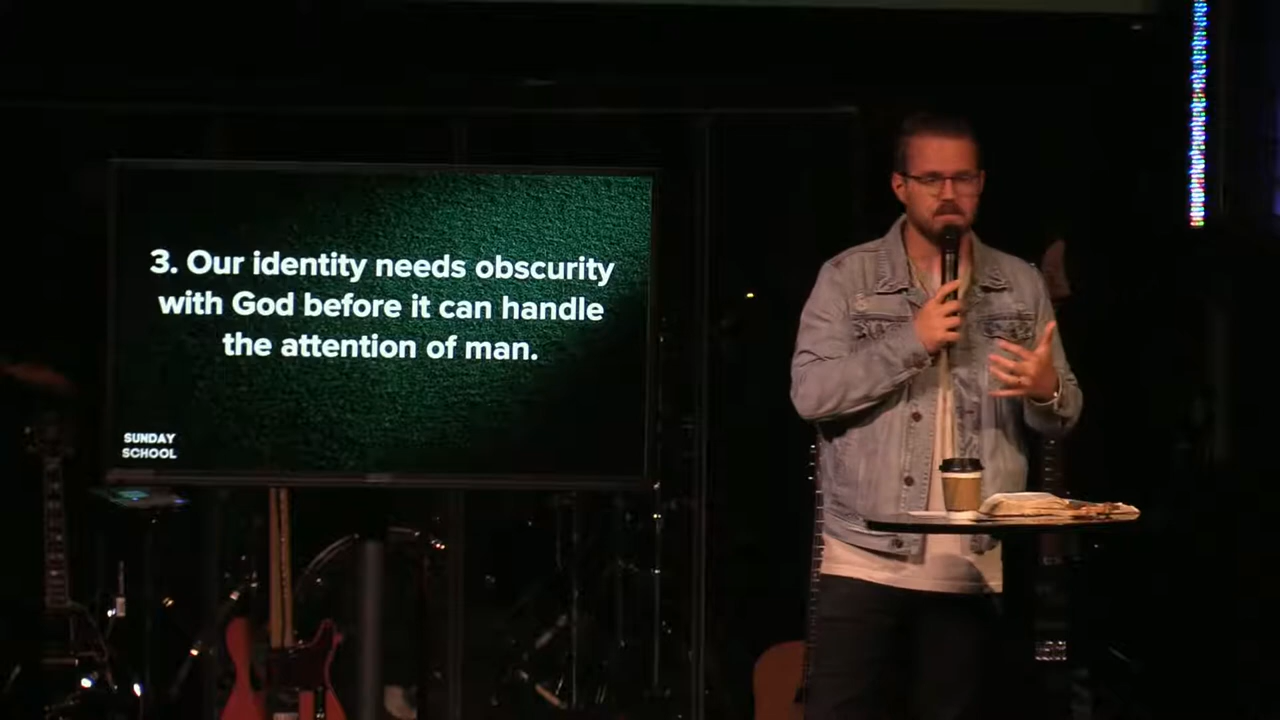 3. Our identity needs obscurity
with God before it can handle
the attention of man.
SUNDAY
SCHOOL